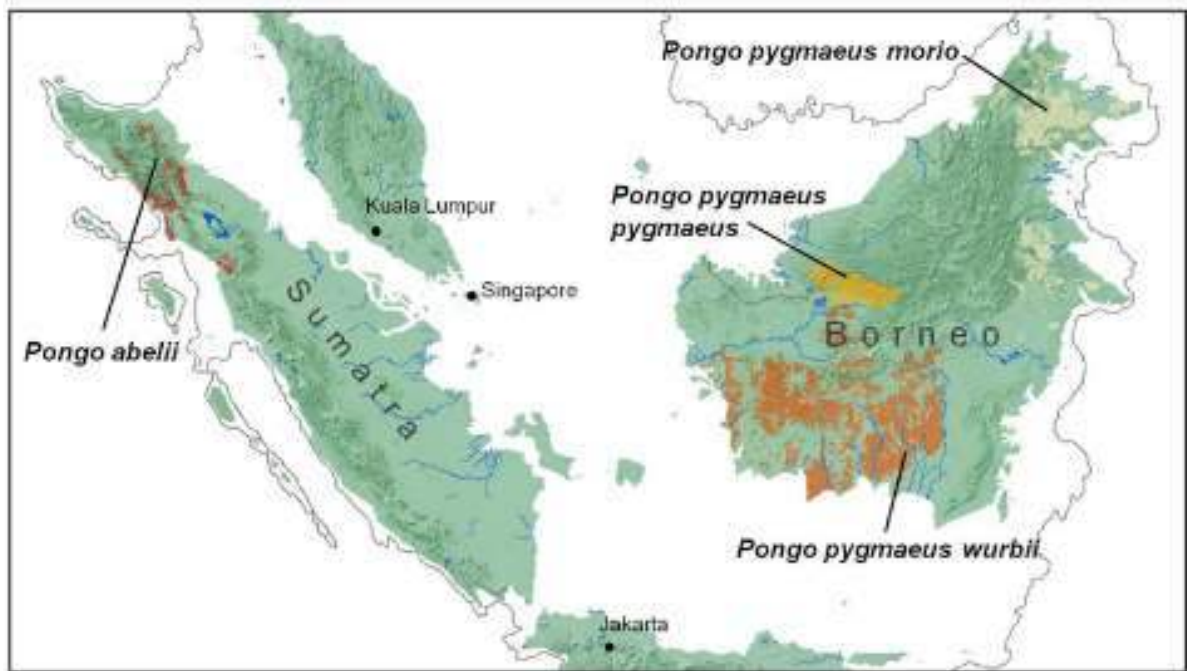 Pongo pygmaeus morio
Pongo pygmaeus
pygmaeus
Kuala Lumpur
Singapore
Sumatra
Borneo
Pongo abelii
Pongo pygmaeus wurbii
Jakarta